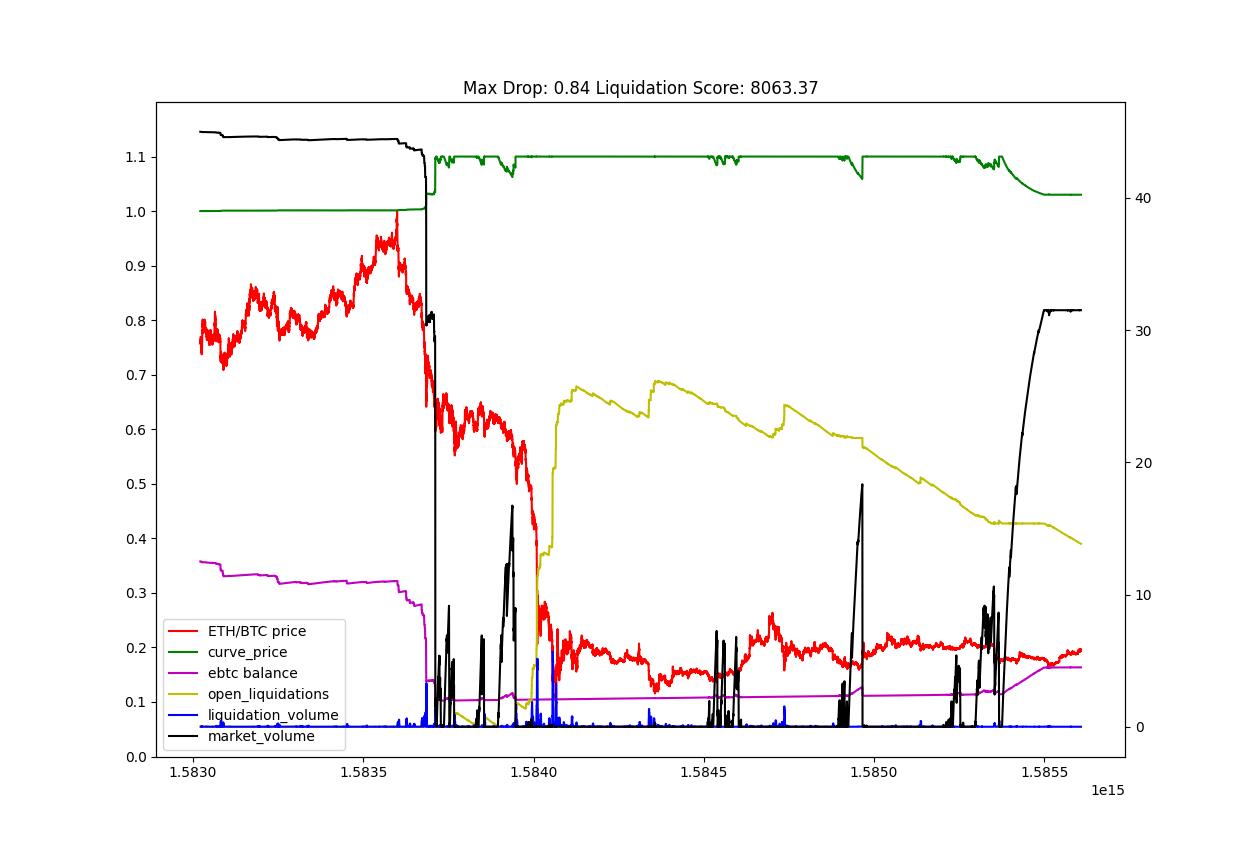 Max Drop: 0.84 Liquidation Score: 8063.37
1.1
1.0
0.9
0.8
0.7
0.6
0.5
0.4
0.3
0.2
0.1
0.0
40
30
20
10
0
ETH/BTC price
curve_price
ebtc balance
open_liquidations
liquidation_volume
market_volume
1.5830 1.5835 1.5840 1.5845 1.5850 1.5855
1e15